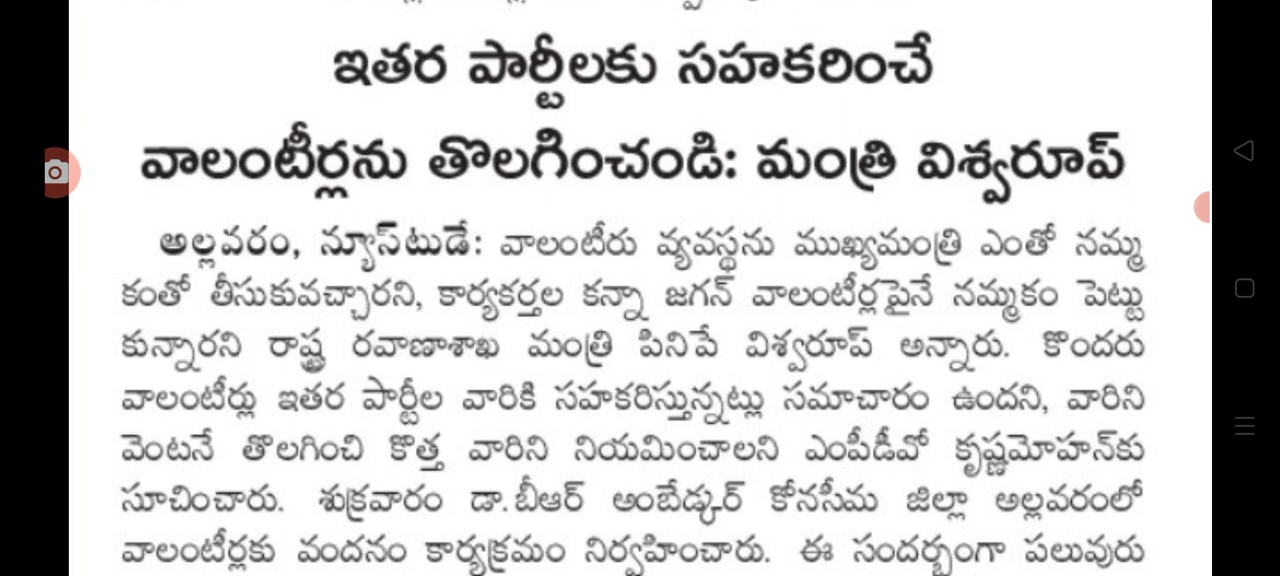 ఇతర పార్టీలకు సహకరించే
వాలంటీర్లను తొలగించండి: మంత్రి విశ్వరూప్
అల్లవరం, న్యూస్‌టుడే: వాలంటీరు వ్యవస్థను ముఖ్యమంత్రి ఎంతో నమ్మ
కంతో తీసుకువచ్చారని, కార్యకర్తల కన్నా జగన్ వాలంటీర్లపైనే నమ్మకం పెట్టు
కున్నారని రాష్ట్ర రవాణాశాఖ మంత్రి పినిపే విశ్వరూప్ అన్నారు. కొందరు
వాలంటీర్లు ఇతర పార్టీల వారికి సహకరిస్తున్నట్లు సమాచారం ఉందని, వారిని
వెంటనే తొలగించి కొత్త వారిని నియమించాలని ఎంపీడీవో కృష్ణమోహన్‌కు
సూచించారు. శుక్రవారం డా.బీఆర్ అంబేడ్కర్ కోనసీమ జిల్లా అల్లవరంలో
వాలంటీర్లకు వందనం కార్యక్రమం నిర్వహించారు. ఈ సందర్భంగా పలువురు